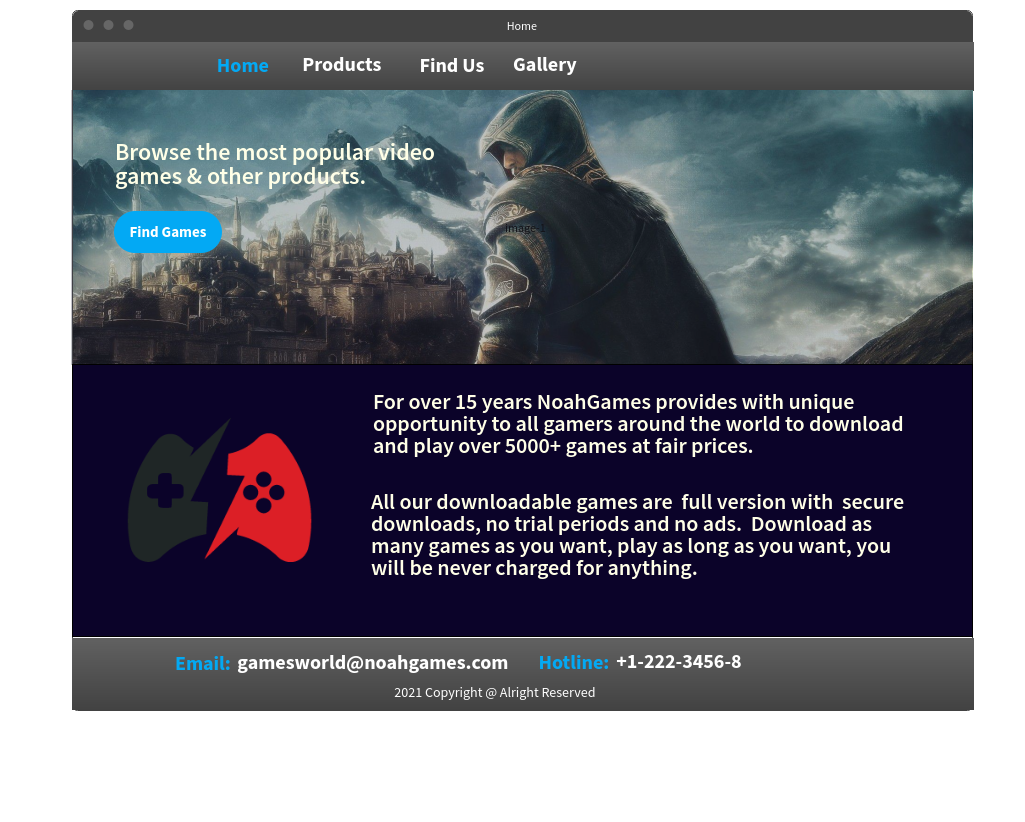 Home
Home Products Find Us Gallery
Browse the most popular video
games & other products.
Image-1
Find Games
For over 15 years NoahGames provides with unique
opportunity to all gamers around the world to download
and play over 5000+ games at fair prices.
All our downloadable games are full version with secure
downloads, no trial periods and no ads. Download as
many games as you want, play as long as you want, you
will be never charged for anything.
Email: gamesworld@noahgames.com Hotline: +1-222-3456-8
2021 Copyright @ Alright Reserved